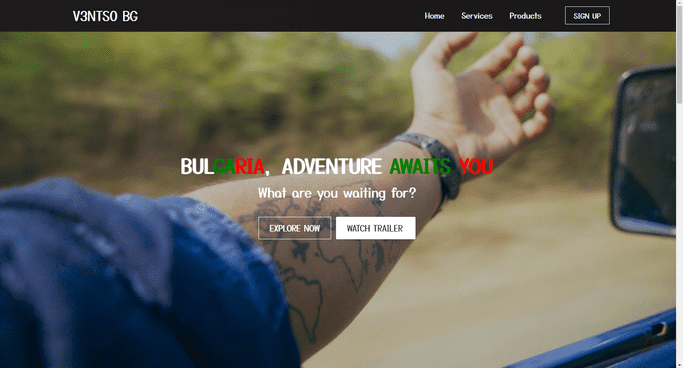 V3NTSO BG
Home Services Products SIGN UP
BULGARIA, ADVENTURE AWAITS YOU
What are you waiting for?
EXPLORE NOW WATCH TRAILER